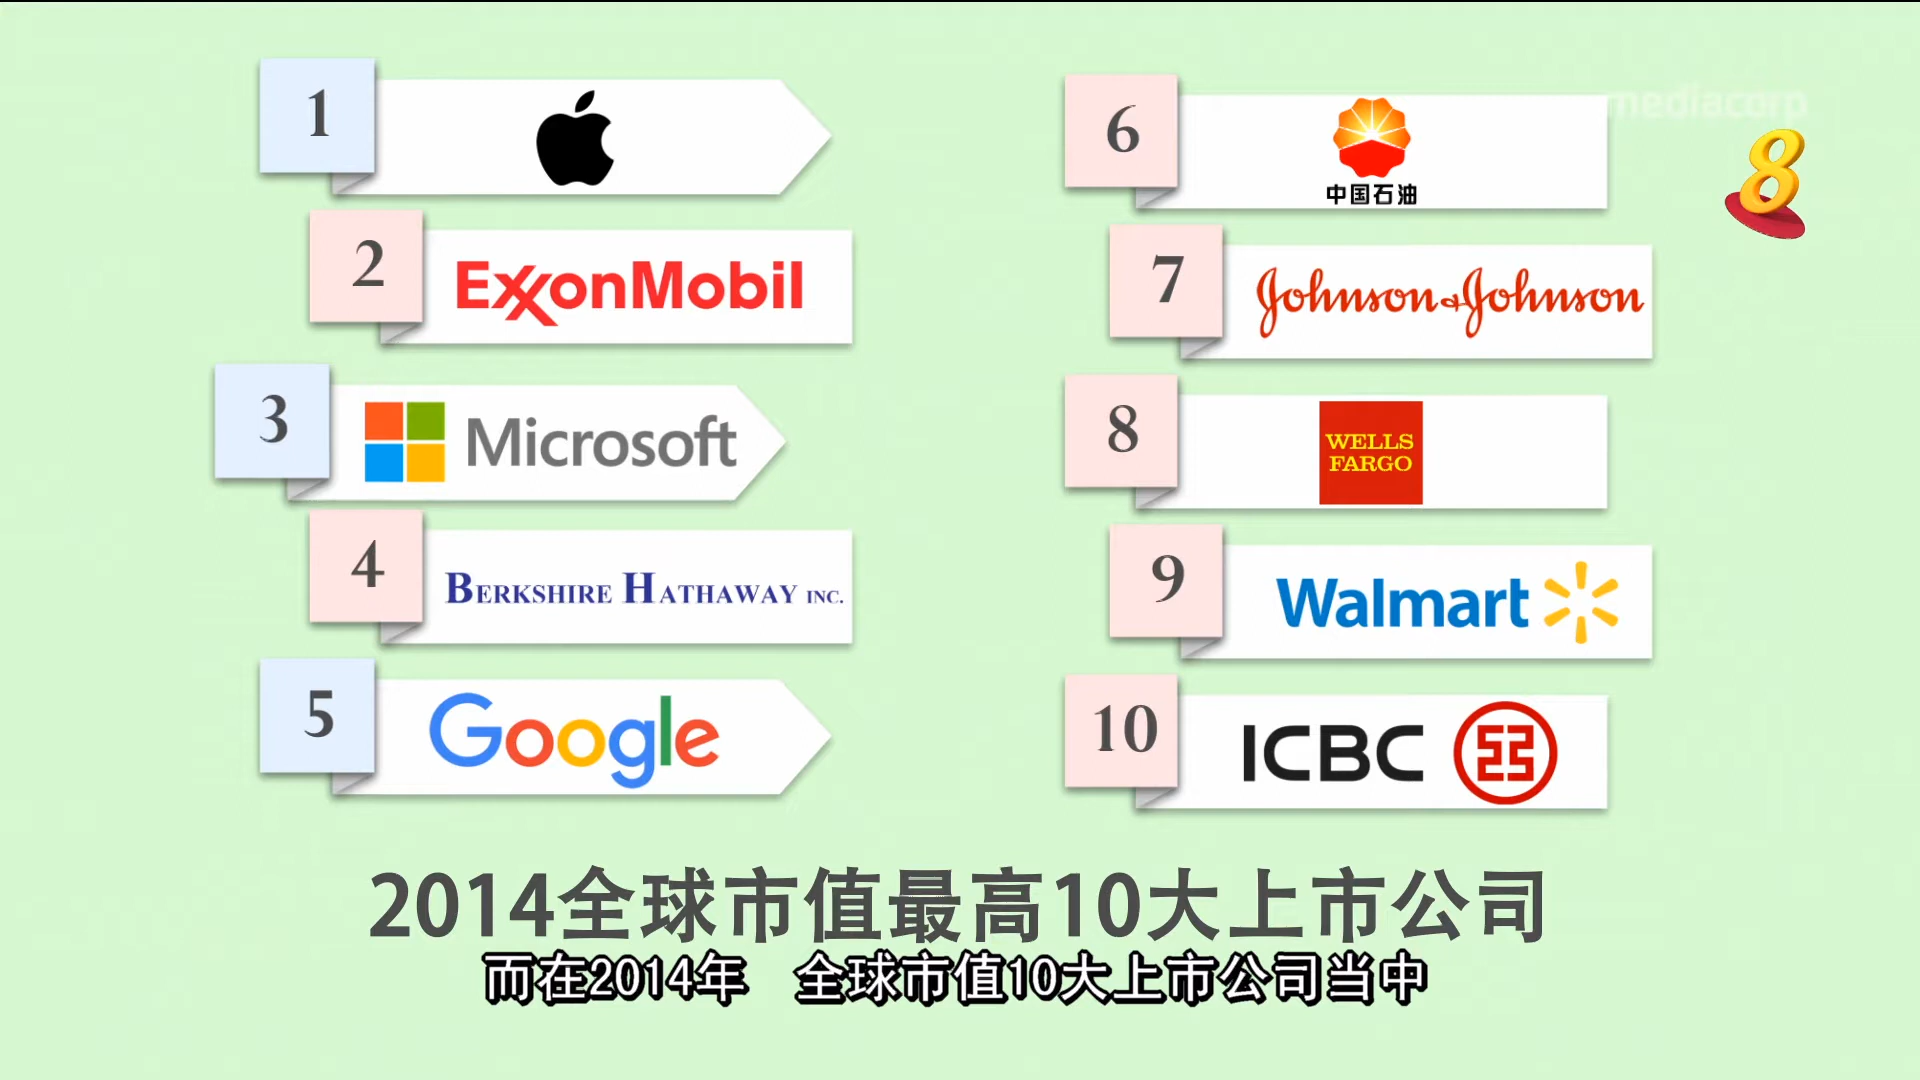 1
2
ExxonMobil
3
Microsoft
4
BERKSHIRE HATHAWAY INC.
5
Google
mediacorp
8
6
中国石油
7
Johnson & Johnson
8
WELLS
FARGO
9
Walmart
10
ICBC
2014全球市值最高10大上市公司
而在2014年 全球市值10大上市公司当中